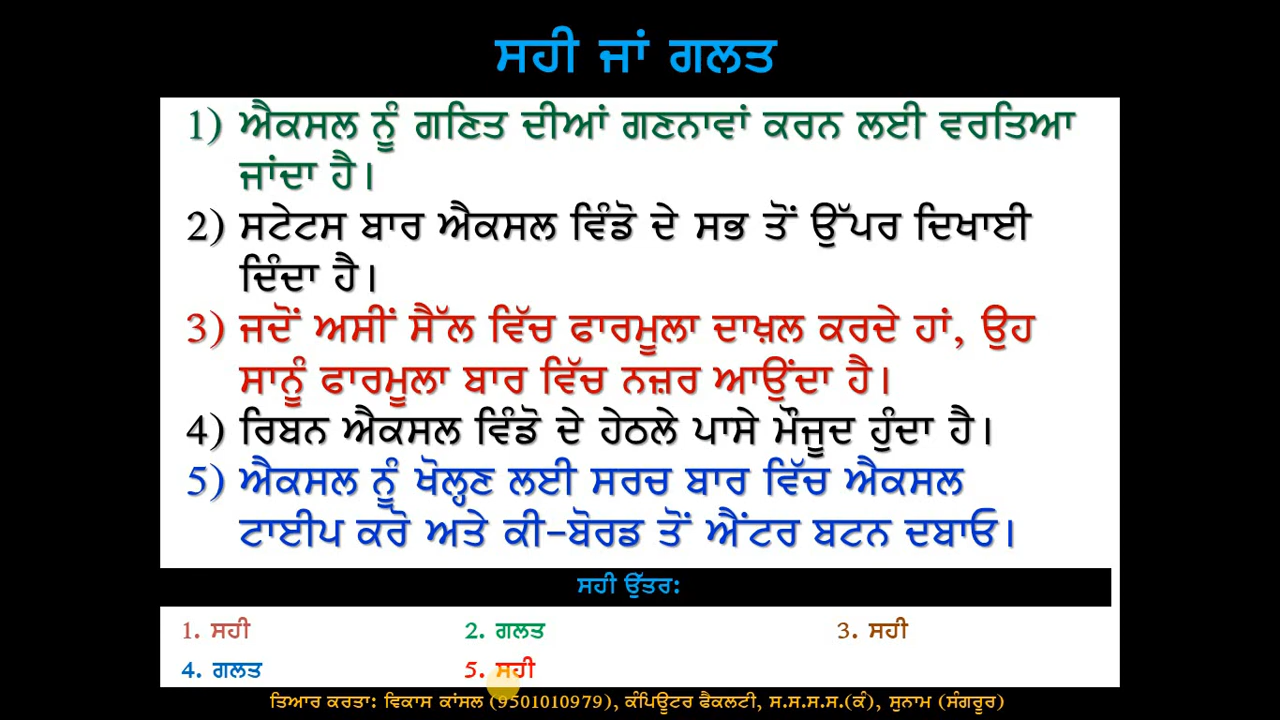 ਸਹੀ ਜਾਂ ਗਲਤ
1) ਐਕਸਲ ਨੂੰ ਗਣਿਤ ਦੀਆਂ ਗਣਨਾਵਾਂ ਕਰਨ ਲਈ ਵਰਤਿਆ
ਜਾਂਦਾ ਹੈ।
2) ਸਟੇਟਸ ਬਾਰ ਐਕਸਲ ਵਿੰਡੋ ਦੇ ਸਭ ਤੋਂ ਉੱਪਰ ਦਿਖਾਈ
ਦਿੰਦਾ ਹੈ।
3) ਜਦੋਂ ਅਸੀਂ ਸੈੱਲ ਵਿੱਚ ਫਾਰਮੂਲਾ ਦਾਖ਼ਲ ਕਰਦੇ ਹਾਂ, ਉਹ
ਸਾਨੂੰ ਫਾਰਮੂਲਾ ਬਾਰ ਵਿੱਚ ਨਜ਼ਰ ਆਉਂਦਾ ਹੈ।
4) ਰਿਬਨ ਐਕਸਲ ਵਿੰਡੋ ਦੇ ਹੇਠਲੇ ਪਾਸੇ ਮੌਜੂਦ ਹੁੰਦਾ ਹੈ।
5) ਐਕਸਲ ਨੂੰ ਖੋਲ੍ਹਣ ਲਈ ਸਰਚ ਬਾਰ ਵਿੱਚ ਐਕਸਲ
ਟਾਈਪ ਕਰੋ ਅਤੇ ਕੀ-ਬੋਰਡ ਤੋਂ ਐਂਟਰ ਬਟਨ ਦਬਾਓ।
ਸਹੀ ਉੱਤਰ:
1. ਸਹੀ 2. ਗਲਤ 3. ਸਹੀ
4. ਗਲਤ 5. ਸਹੀ
ਤਿਆਰ ਕਰਤਾ: ਵਿਕਾਸ ਕਾਂਸਲ (9501010979), ਕੰਪਿਊਟਰ ਫੈਕਲਟੀ, ਸ.ਸ.ਸ.ਸ.(ਕੰ), ਸੁਨਾਮ (ਸੰਗਰੂਰ)